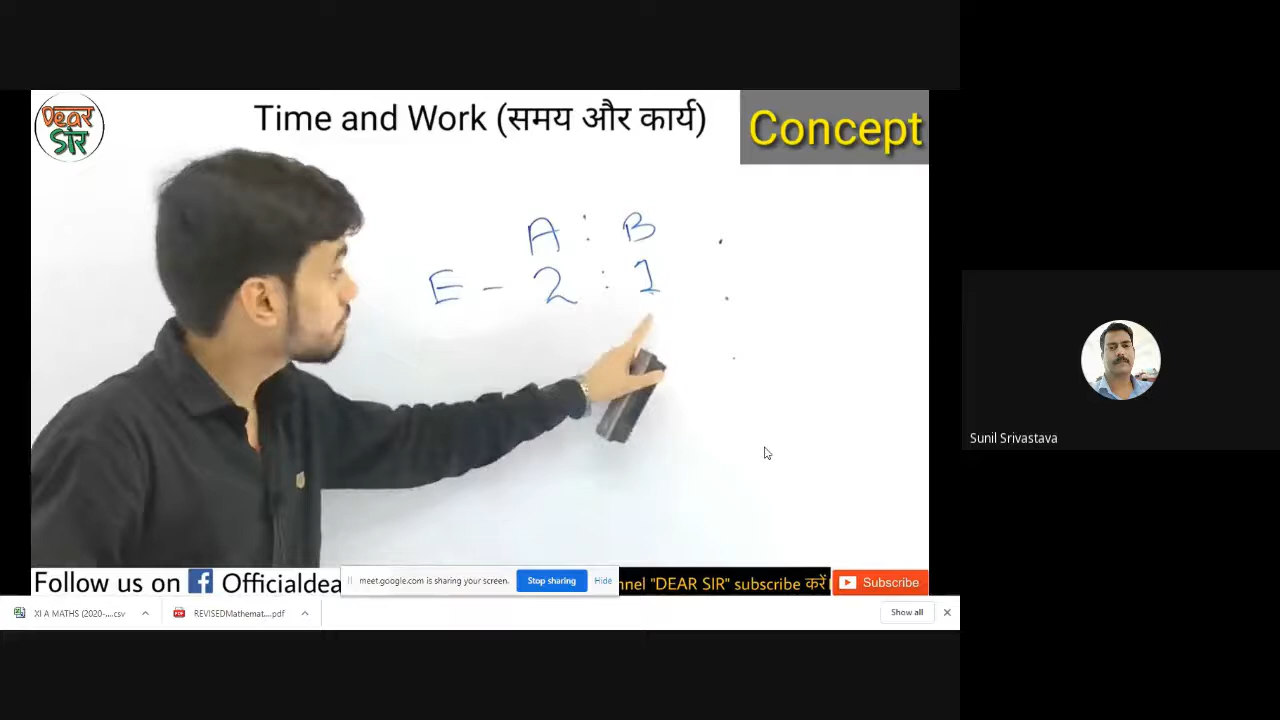 DEAR
SIR
Time and Work (समय और कार्य)
Concept
A : B
E - 2 : 1
Sunil Srivastava
Follow us on f Officialdea
meet.google.com is sharing your screen.
Stop sharing
Hide
nnel "DEAR SIR" subscribe करें
Subscribe
XI A MATHS (2020-....csv
REVISEDMathemat....pdf
Show all